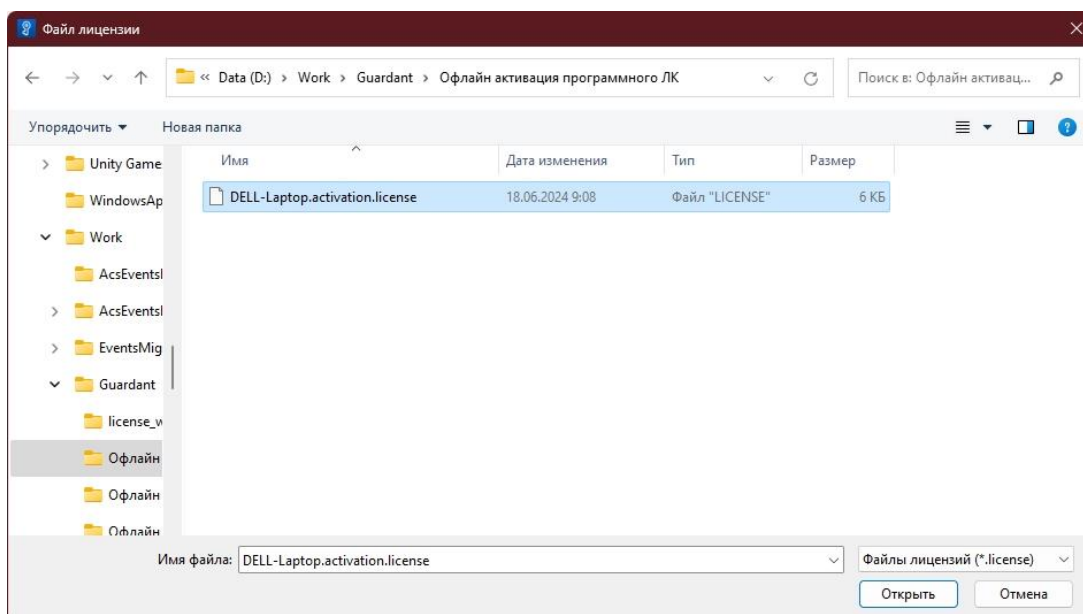 Файл лицензии
« Data (D:) > Work > Guardant > Офлайн активация программного ЛК
Поиск в: Офлайн активац...
Упорядочить
Новая папка
Имя
Дата изменения
Тип
Размер
Unity Game
WindowsAp
Work
AcsEvents
AcsEvents
EventsMig
Guardant
license_w
Офлайн
Офлайн
Офлайн
DELL-Laptop.activation.license
18.06.2024 9:08
Файл "LICENSE"
6 КБ
Имя файла: DELL-Laptop.activation.license
Файлы лицензий (*.license)
Открыть
Отмена